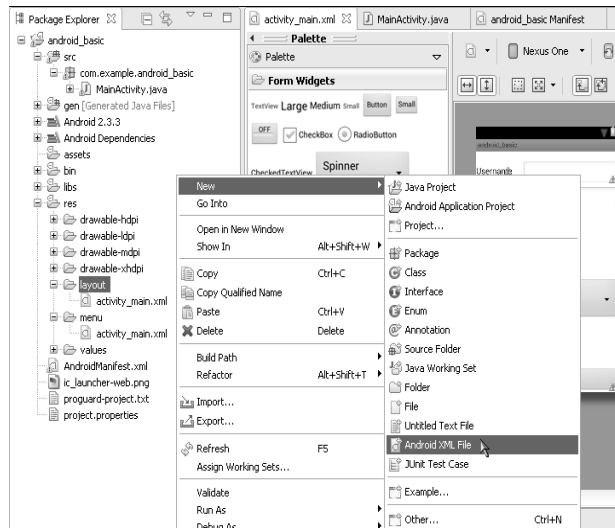 Package Explorer
activity_main.xml
MainActivity.java
android_basic Manifest
android_basic
src
com.example.android_basic
MainActivity.java
gen [Generated Java Files]
Android 2.3.3
Android Dependencies
assets
bin
libs
res
drawable-hdpi
drawable-ldpi
drawable-mdpi
drawable-xhdpi
layout
activity_main.xml
menu
activity_main.xml
values
AndroidManifest.xml
ic_launcher-web.png
proguard-project.txt
project.properties
Palette
Palette
Form Widgets
TextView Large Medium Small Button Small
OFF CheckBox RadioButton
CheckedTextView Spinner
Nexus One
android_basic
Username
New
Go Into
Open in New Window
Show In Alt+Shift+W
Copy Ctrl+C
Copy Qualified Name
Paste Ctrl+V
Delete Delete
Build Path
Refactor Alt+Shift+T
Import...
Export...
Refresh F5
Assign Working Sets...
Validate
Run As
Debug As
Java Project
Android Application Project
Project...
Package
Class
Interface
Enum
Annotation
Source Folder
Java Working Set
Folder
File
Untitled Text File
Android XML File
JUnit Test Case
Example...
Other... Ctrl+N